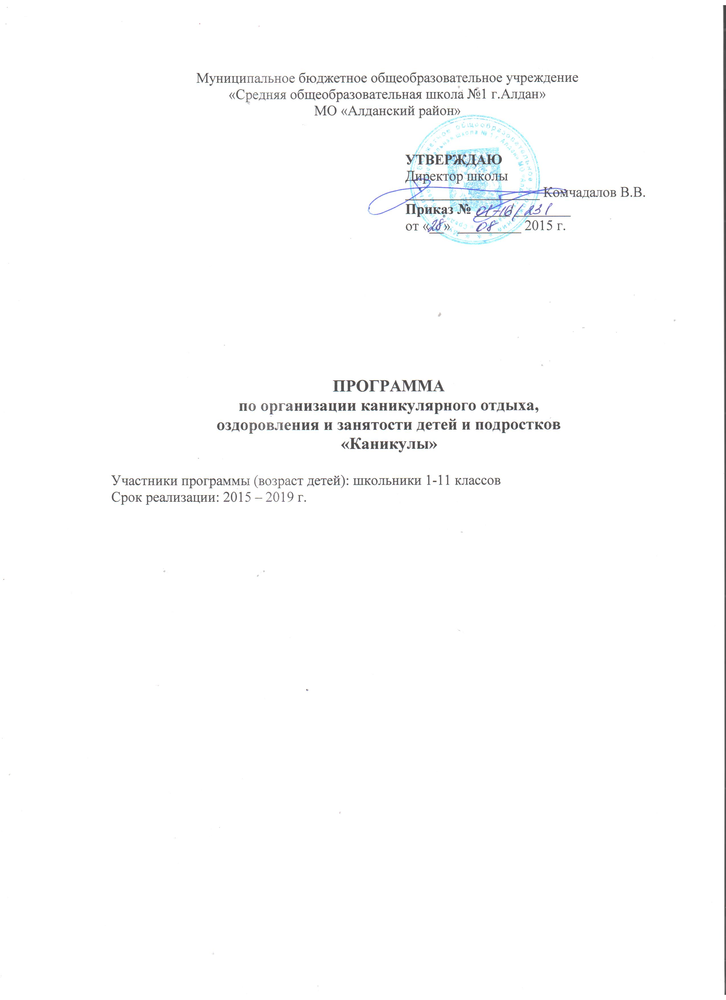 Муниципальное бюджетное общеобразовательное учреждение
«Средняя общеобразовательная школа №1 г.Алдан»
МО «Алданский район»
УТВЕРЖДАЮ
Директор школы
Комчадалов В.В.
Приказ № 01-16/231
от «28» 08 2015 г.
ПРОГРАММА
по организации каникулярного отдыха,
оздоровления и занятости детей и подростков
«Каникулы»
Участники программы (возраст детей): школьники 1-11 классов
Срок реализации: 2015 – 2019 г.